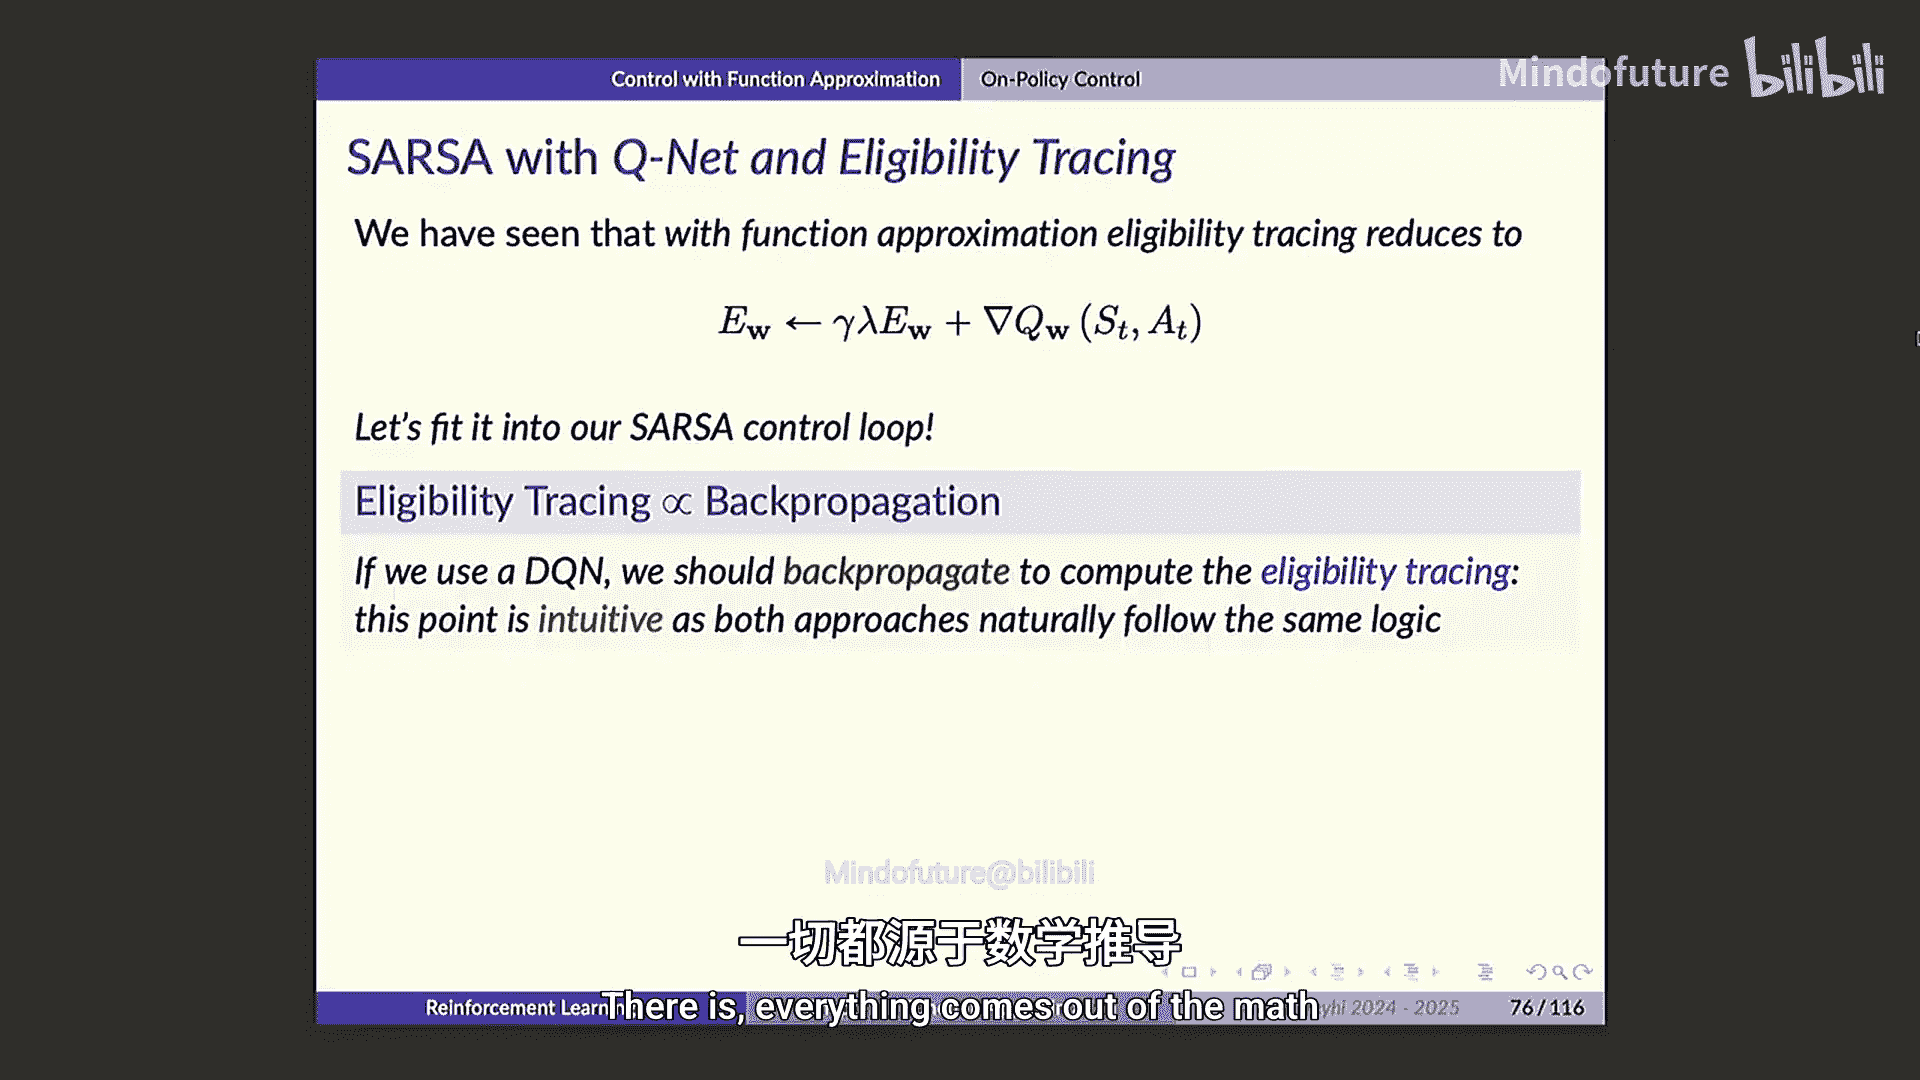 Control with Function Approximation On-Policy Control
Mindofuture bilibili
SARSA with Q-Net and Eligibility Tracing
We have seen that with function approximation eligibility tracing reduces to
E_w ← γλE_w + ∇Q_w (S_t, A_t)
Let's fit it into our SARSA control loop!
Eligibility Tracing ∝ Backpropagation
If we use a DQN, we should backpropagate to compute the eligibility tracing:
this point is intuitive as both approaches naturally follow the same logic
Mindofuture@bilibili
一切都源于数学推导
There is, everything comes out of the math
Reinforcement 2024 - 2025 76 / 116